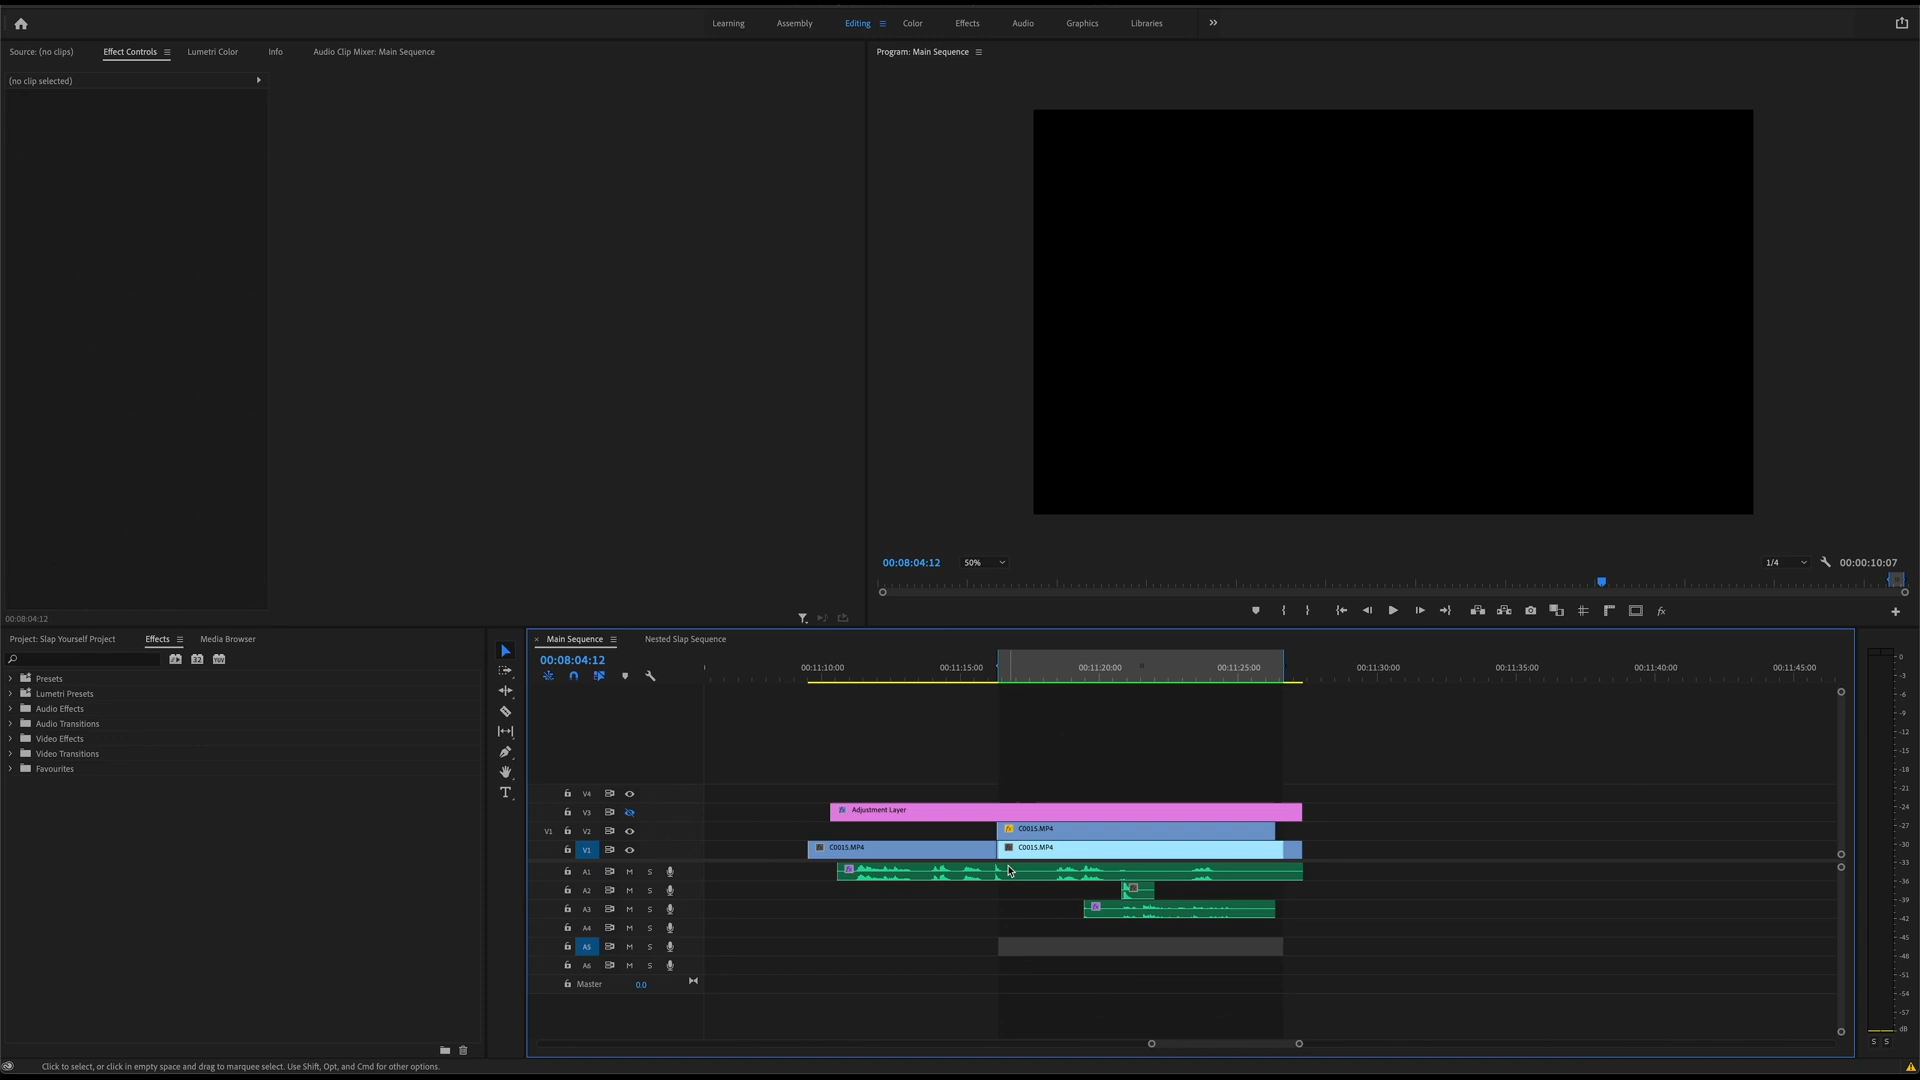 Learning Assembly Editing Color Effects Audio Graphics Libraries
Source: (no clips) Effect Controls Lumetri Color Info Audio Clip Mixer: Main Sequence
Program: Main Sequence
(no clip selected)
00:08:04:12 50% 1/4 00:00:10:07
00:08:04:12
Project: Slap Yourself Project Effects Media Browser
32 YUV
Presets
Lumetri Presets
Audio Effects
Audio Transitions
Video Effects
Video Transitions
Favourites
Main Sequence Nested Slap Sequence
00:08:04:12
00:11:10:00 00:11:15:00 00:11:20:00 00:11:25:00 00:11:30:00 00:11:35:00 00:11:40:00 00:11:45:00
V4
V3 fx Adjustment Layer
V1 V2 fx C0015.MP4
V1 C0015.MP4 C0015.MP4
A1 M S
A2 M S
A3 M S
A4 M S
A5 M S
A6 M S
Master 0.0
0
-3
-6
-9
-12
-15
-18
-21
-24
-27
-30
-33
-36
-39
-42
-45
-48
-51
-54
-57
dB
S S
Click to select, or click in empty space and drag to marquee select. Use Shift, Opt, and Cmd for other options.